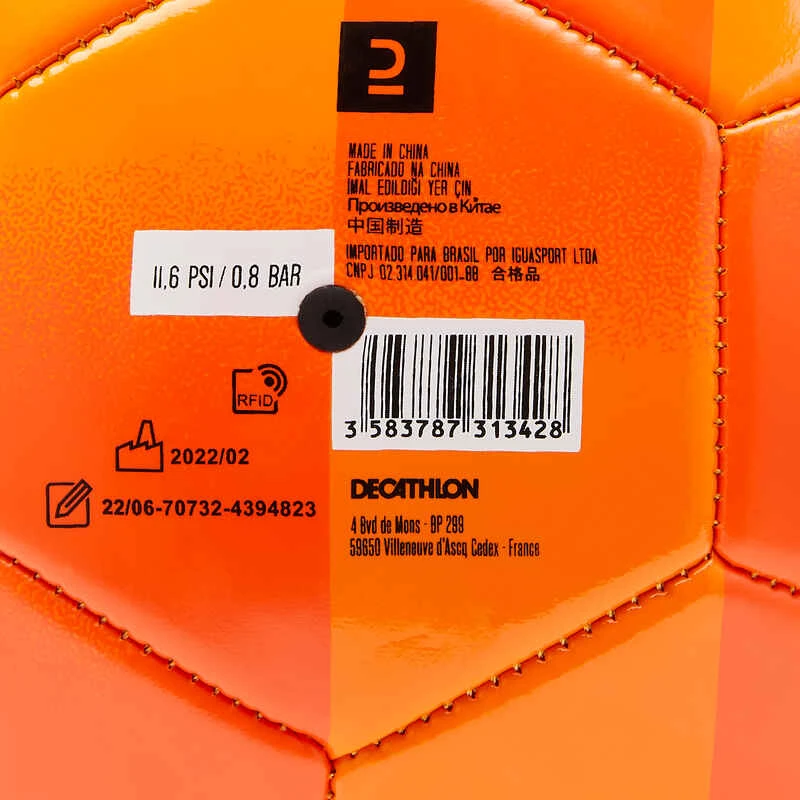 MADE IN CHINA
FABRICADO NA CHINA
İMAL EDİLDİĞİ YER ÇIN
Произведено в Китае
中国制造
IMPORTADO PARA BRASIL POR IGUASPORT LTDA
CNPJ 02.314.041/001-88 合格品
11,6 PSI / 0,8 BAR
RFID
3 583787 313428
2022/02
22/06-70732-4394823
DECATHLON
4 Bvd de Mons - BP 299
59650 Villeneuve d'Ascq Cedex - France